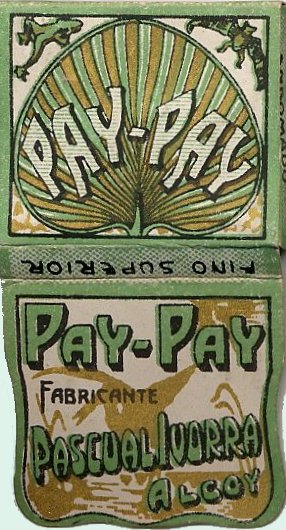 PAY-PAY
FINO SUPERIOR
PAY-PAY
FABRICANTE
PASCUAL IVORRA
ALCOY